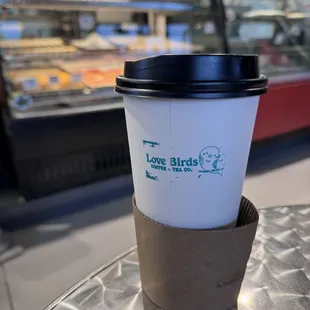 Love Birds
COFFEE + TEA CO.